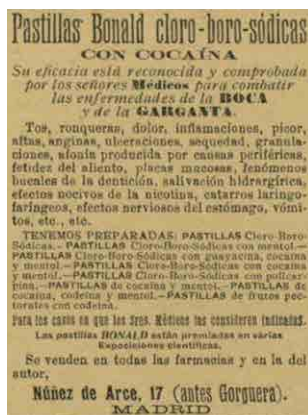 Pastillas Bonald cloro-boro-sódicas
CON COCAÍNA
Su eficacia está reconocida y comprobada
por los señores Médicos para combatir
las enfermedades de la BOCA
y de la GARGANTA.
Tos, ronqueras, dolor, inflamaciones, picor,
aftas, anginas, ulceraciones, sequedad, granula-
ciones, afonía producida por causas periféricas,
fetidez del aliento, placas mucosas, fenómenos
bucales de la dentición, salivación hidrargírica,
efectos nocivos de la nicotina, catarros laringo-
faríngeos, efectos nerviosos del estómago, vómi-
tos, etc., etc.
TENEMOS PREPARADAS: PASTILLAS Cloro-Boro-
Sódicas.—PASTILLAS Cloro-Boro-Sódicas con mentol.—
PASTILLAS Cloro-Boro-Sódicas con guayacina, cocaína
y mentol.—PASTILLAS Cloro-Boro-Sódicas con cocaína
y mentol.—PASTILLAS Cloro-Boro-Sódicas con
pina.—PASTILLAS de cocaína y mentol.—PASTILLAS de
cocaína, codeína y mentol.—PASTILLAS de frutos pec-
torales con codeína.
Para los casos en que los Sres. Médicos las consideren indicadas.
Las pastillas BONALD están premiadas en varias
Exposiciones científicas.
Se venden en todas las farmacias y en la del
autor,
Núñez de Arce, 17 (antes Gorguera).
MADRID